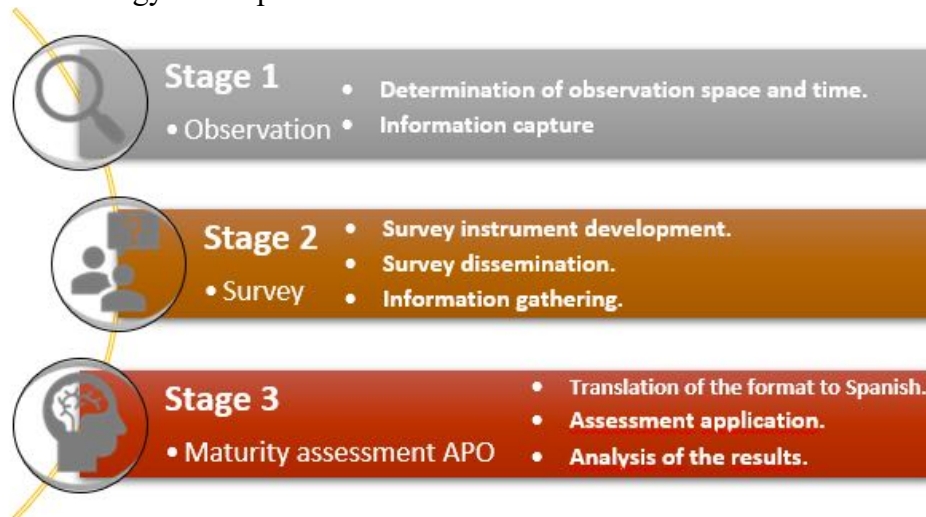 Stage 1
• Observation
• Determination of observation space and time.
• Information capture
Stage 2
• Survey
• Survey instrument development.
• Survey dissemination.
• Information gathering.
Stage 3
• Maturity assessment APO
• Translation of the format to Spanish.
• Assessment application.
• Analysis of the results.